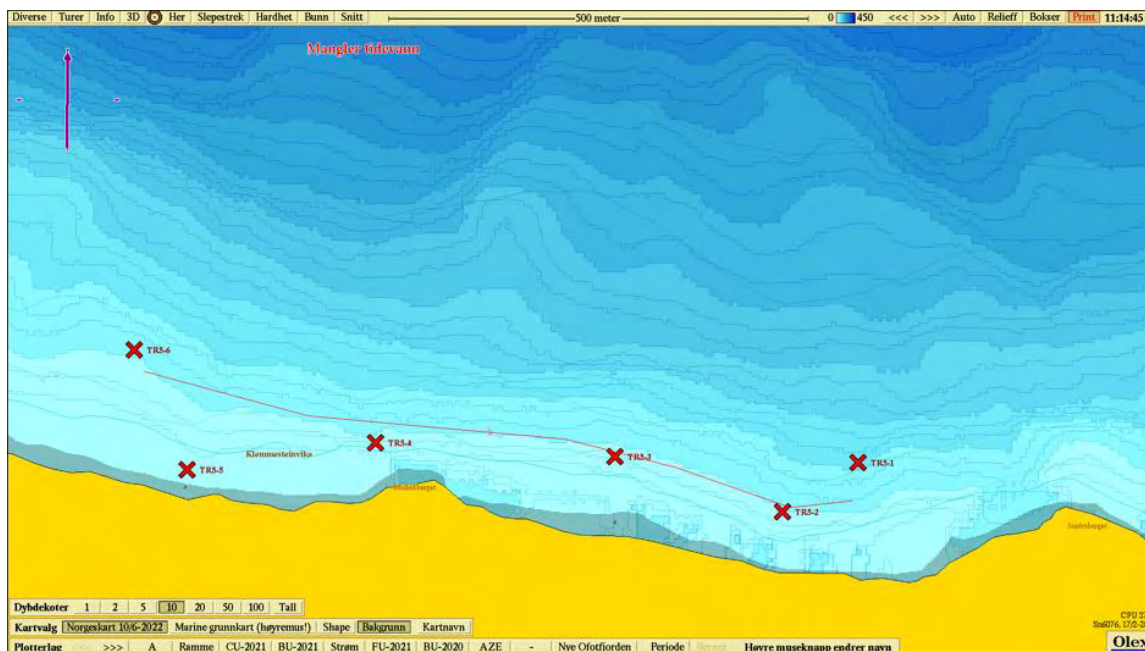 Diverse Turer Info 3D Her Slepestrek Hardhet Bunn Snitt 500 meter 0 450 <<< >>> Auto Relieff Bokser Print 11:14:45
Mangler tidevann
TR5-6
TR5-4
Klemmesteinvika
TR5-3
TR5-1
TR5-5
TR5-2
Dybdekoter 1 2 5 10 20 50 100 Tall
Kartvalg Norgeskart 10/6-2022 Marine grunnkart (høyremus!) Shape Bakgrunn Kartnavn
Plotterlag >>> A Ramme CU-2021 BU-2021 Strøm FU-2021 BU-2020 AZE - Nye Ofotfjorden Periode Høyre museknapp endrer navn
Olex